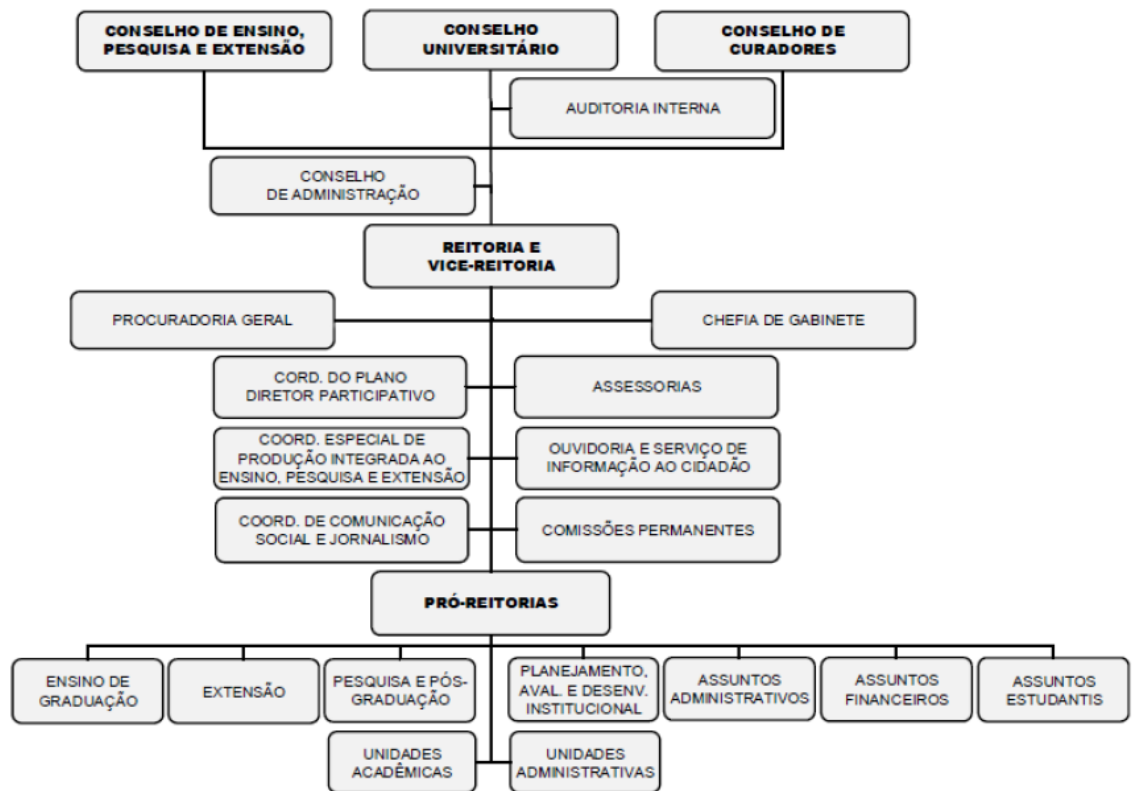 CONSELHO DE ENSINO,
PESQUISA E EXTENSÃO
CONSELHO
UNIVERSITÁRIO
CONSELHO DE
CURADORES
AUDITORIA INTERNA
CONSELHO
DE ADMINISTRAÇÃO
REITORIA E
VICE-REITORIA
PROCURADORIA GERAL
CHEFIA DE GABINETE
CORD. DO PLANO
DIRETOR PARTICIPATIVO
ASSESSORIAS
COORD. ESPECIAL DE
PRODUÇÃO INTEGRADA AO
ENSINO, PESQUISA E EXTENSÃO
OUVIDORIA E SERVIÇO DE
INFORMAÇÃO AO CIDADÃO
COORD. DE COMUNICAÇÃO
SOCIAL E JORNALISMO
COMISSÕES PERMANENTES
PRÓ-REITORIAS
ENSINO DE
GRADUAÇÃO
EXTENSÃO
PESQUISA E PÓS-
GRADUAÇÃO
PLANEJAMENTO,
AVAL. E DESENV.
INSTITUCIONAL
ASSUNTOS
ADMINISTRATIVOS
ASSUNTOS
FINANCEIROS
ASSUNTOS
ESTUDANTIS
UNIDADES
ACADÊMICAS
UNIDADES
ADMINISTRATIVAS